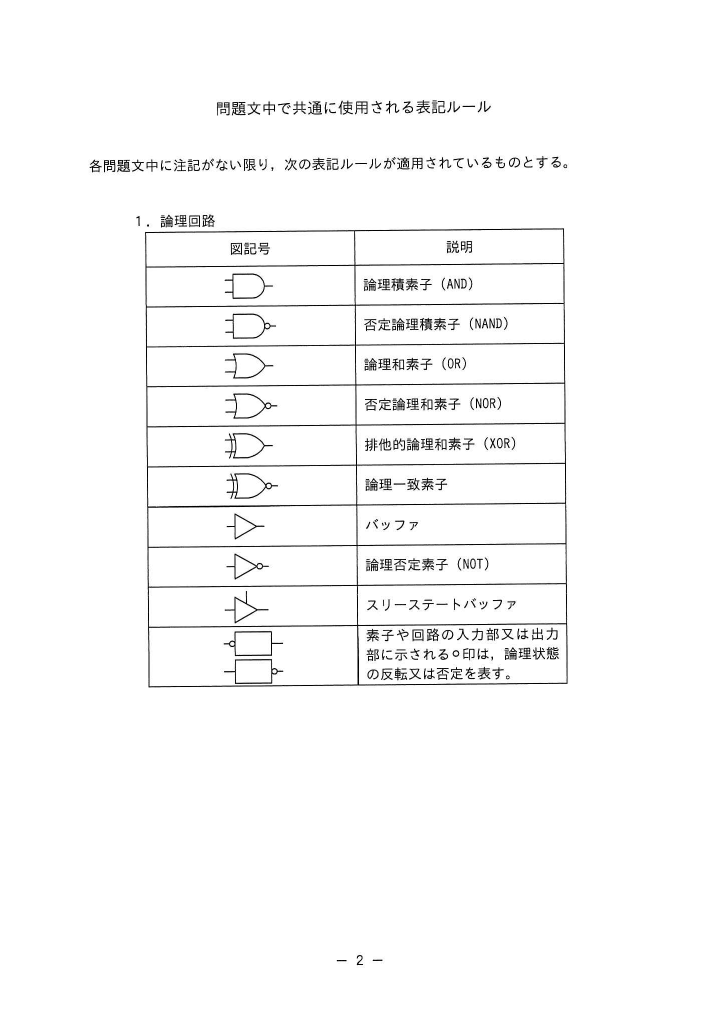 問題文中で共通に使用される表記ルール
各問題文中に注記がない限り，次の表記ルールが適用されているものとする。
１．論理回路
図記号 説明
論理積素子（AND）
否定論理積素子（NAND）
論理和素子（OR）
否定論理和素子（NOR）
排他的論理和素子（XOR）
論理一致素子
バッファ
論理否定素子（NOT）
スリーステートバッファ
素子や回路の入力部又は出力
部に示される○印は，論理状態
の反転又は否定を表す。
－ 2 －